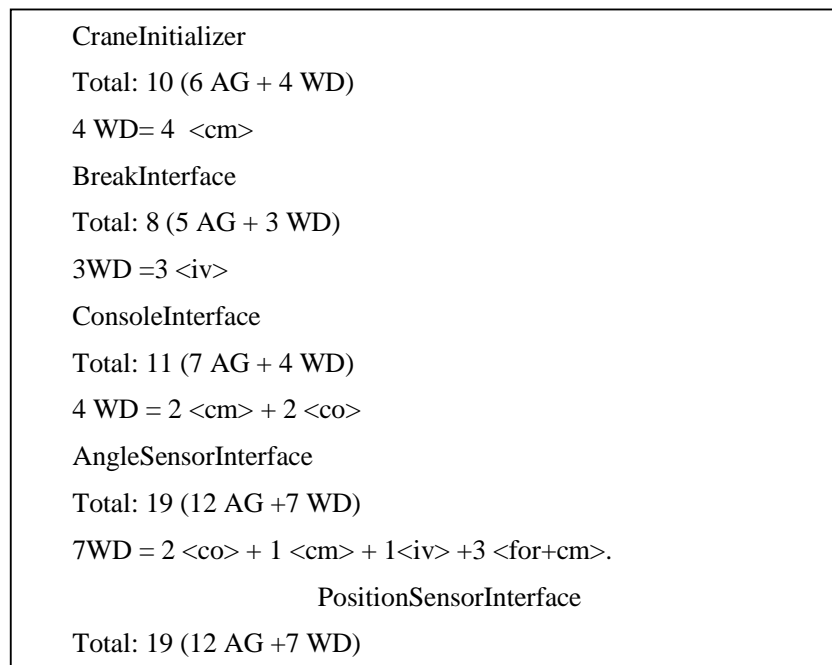 CraneInitializer
Total: 10 (6 AG + 4 WD)
4 WD= 4 <cm>
BreakInterface
Total: 8 (5 AG + 3 WD)
3WD =3 <iv>
ConsoleInterface
Total: 11 (7 AG + 4 WD)
4 WD = 2 <cm> + 2 <co>
AngleSensorInterface
Total: 19 (12 AG +7 WD)
7WD = 2 <co> + 1 <cm> + 1<iv> +3 <for+cm>.
PositionSensorInterface
Total: 19 (12 AG +7 WD)